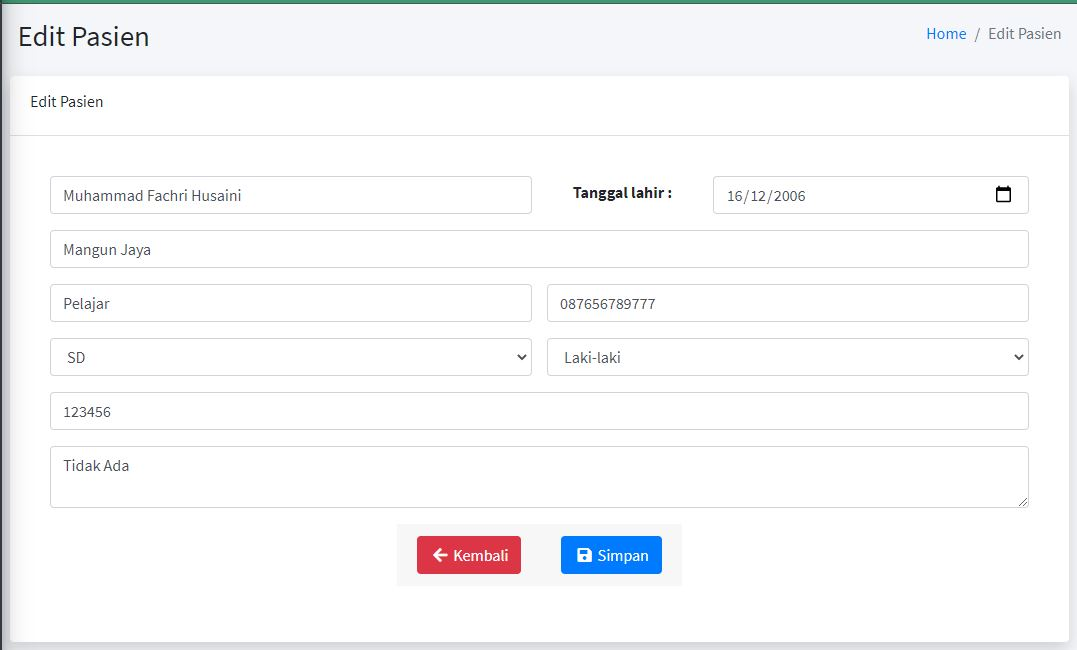 Edit Pasien
Home / Edit Pasien
Edit Pasien
Muhammad Fachri Husaini
Tanggal lahir :
16/12/2006
Mangun Jaya
Pelajar
087656789777
SD
Laki-laki
123456
Tidak Ada
Kembali
Simpan